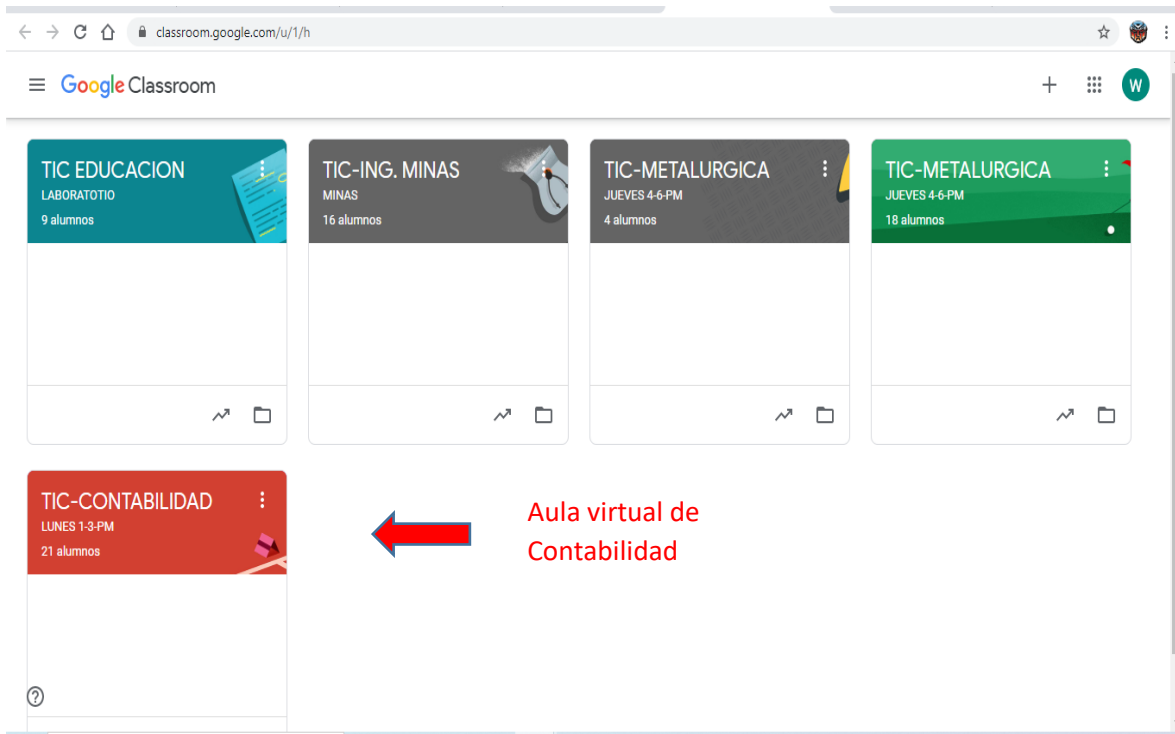 classroom.google.com/u/1/h
Google Classroom
W
TIC EDUCACION
LABORATOTIO
9 alumnos
TIC-ING. MINAS
MINAS
16 alumnos
TIC-METALURGICA
JUEVES 4-6-PM
4 alumnos
TIC-METALURGICA
JUEVES 4-6-PM
18 alumnos
TIC-CONTABILIDAD
LUNES 1-3-PM
21 alumnos
Aula virtual de
Contabilidad